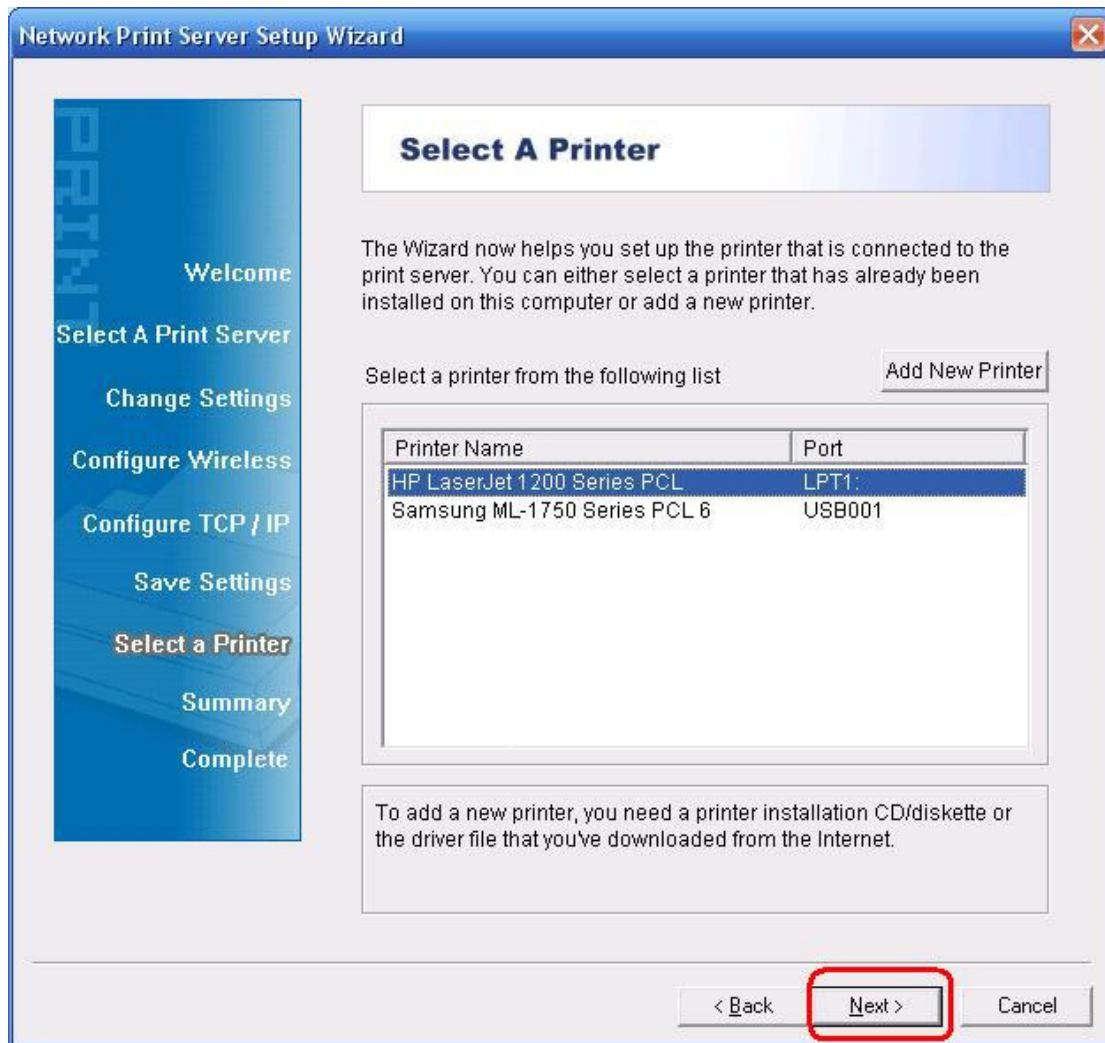 Network Print Server Setup Wizard
PRINT
Welcome
Select A Print Server
Change Settings
Configure Wireless
Configure TCP / IP
Save Settings
Select a Printer
Summary
Complete
Select A Printer
The Wizard now helps you set up the printer that is connected to the
print server. You can either select a printer that has already been
installed on this computer or add a new printer.
Select a printer from the following list
Add New Printer
Printer Name Port
HP LaserJet 1200 Series PCL LPT1:
Samsung ML-1750 Series PCL 6 USB001
To add a new printer, you need a printer installation CD/diskette or
the driver file that you've downloaded from the Internet.
< Back Next > Cancel